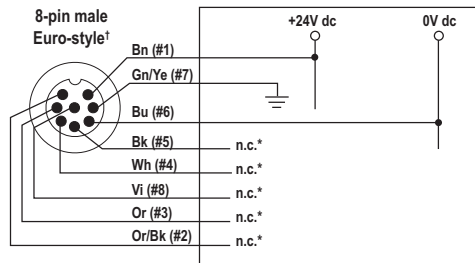 8-pin male
Euro-style†
+24V dc
0V dc
Bn (#1)
Gn/Ye (#7)
Bu (#6)
Bk (#5) n.c.*
Wh (#4) n.c.*
Vi (#8) n.c.*
Or (#3) n.c.*
Or/Bk (#2) n.c.*